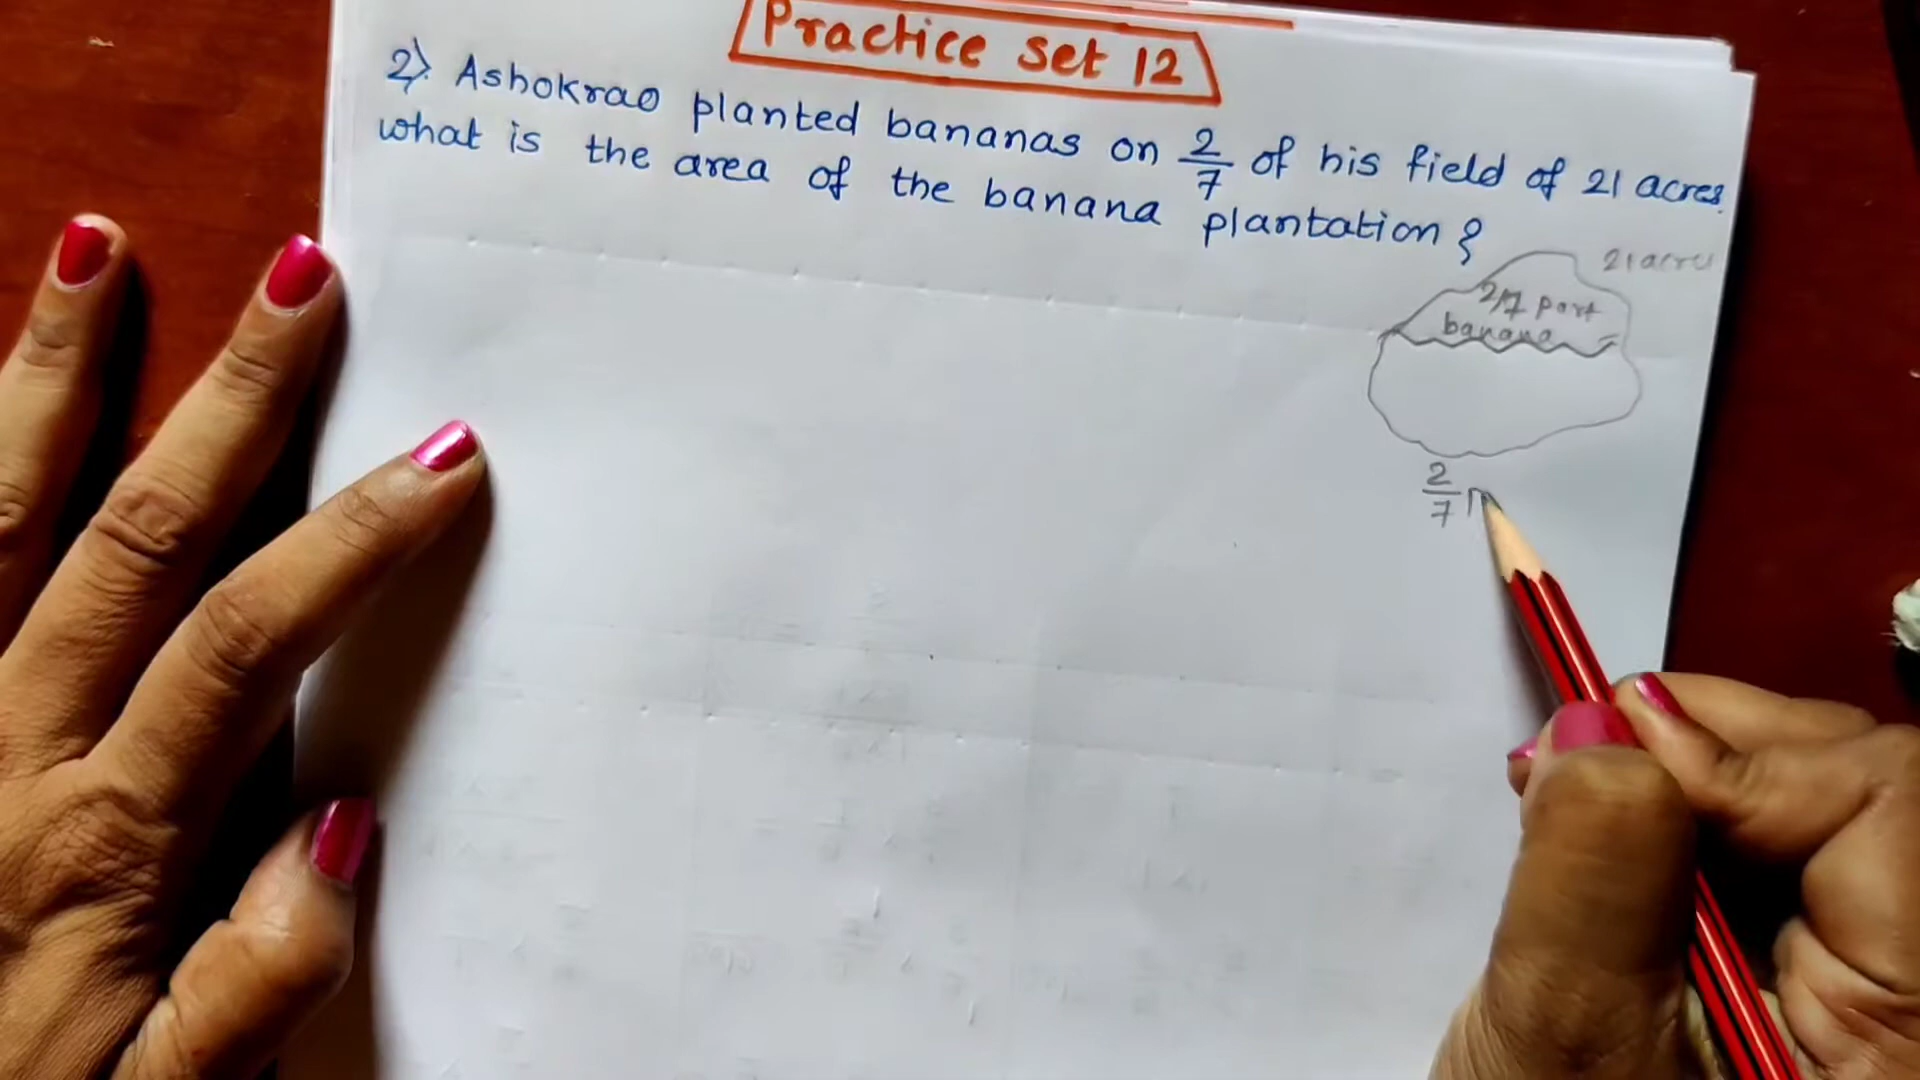 Practice Set 12
2) Ashokrao planted bananas on 2/7 of his field of 21 acres.
what is the area of the banana plantation ?
21 acres
2/7 part
banana
2/7